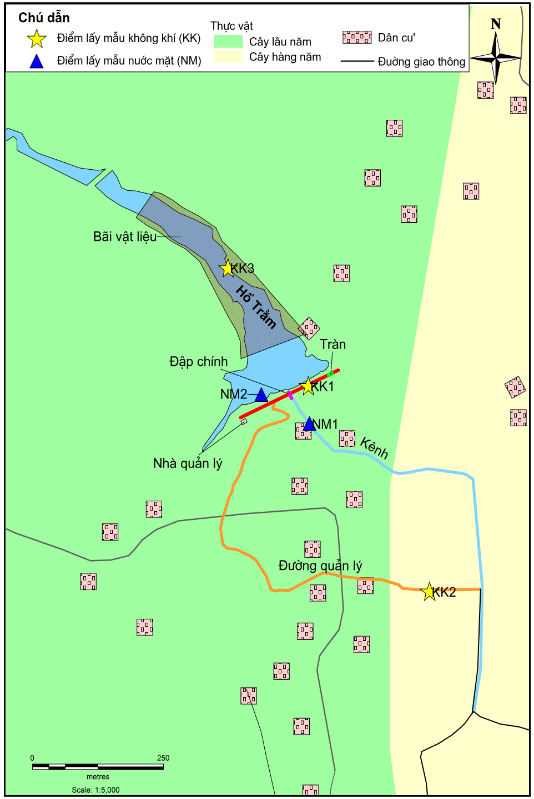 Chú dẫn
Điểm lấy mẫu không khí (KK)
Điểm lấy mẫu nước mặt (NM)
Thực vật
Cây lâu năm
Cây hàng năm
Dân cư
Đường giao thông
N
Bãi vật liệu
KK3
Hồ Trằm
Tràn
Đập chính
KK1
NM2
NM1
Kênh
Nhà quản lý
Đường quản lý
KK2
0 250
metres
Scale: 1:5,000